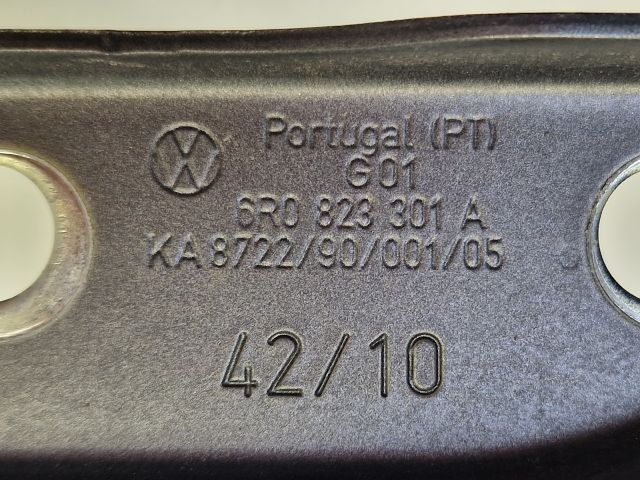 Portugal (PT)
G01
6R0 823 301 A
KA 8722/90/001/05
42/10